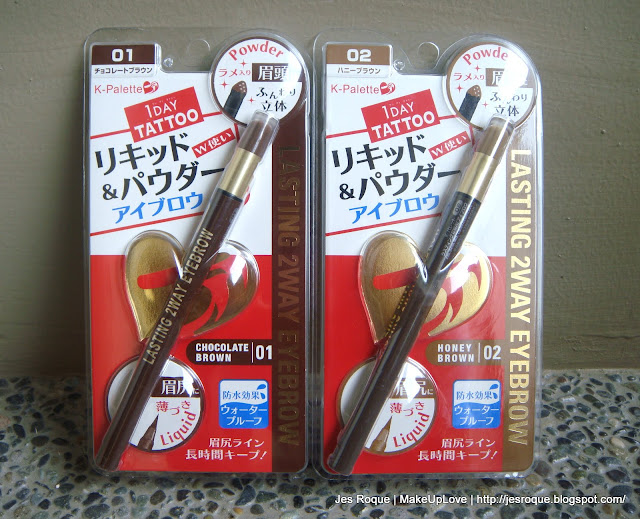 01
チョコレートブラウン
K-Palette
1DAY
TATTOO
W使い
リキッド
&パウダー
アイブロウ
Powder
ラメ入り
眉頭
ふんわり
立体
LASTING 2WAY EYEBROW
LASTING 2WAY EYEBROW
CHOCOLATE
BROWN
01
眉尻に
薄づき
Liquid
防水効果
ウォーター
プルーフ
眉尻ライン
長時間キープ!
02
ハニーブラウン
K-Palette
1DAY
TATTOO
W使い
リキッド
&パウダー
アイブロウ
Powder
ラメ入り
ふんわり
立体
LASTING 2WAY EYEBROW
HONEY
BROWN
02
眉尻に
薄づき
Liquid
防水効果
ウォーター
プルーフ
眉尻ライン
長時間キープ!
Jes Roque | MakeUpLove | http://jesroque.blogspot.com/